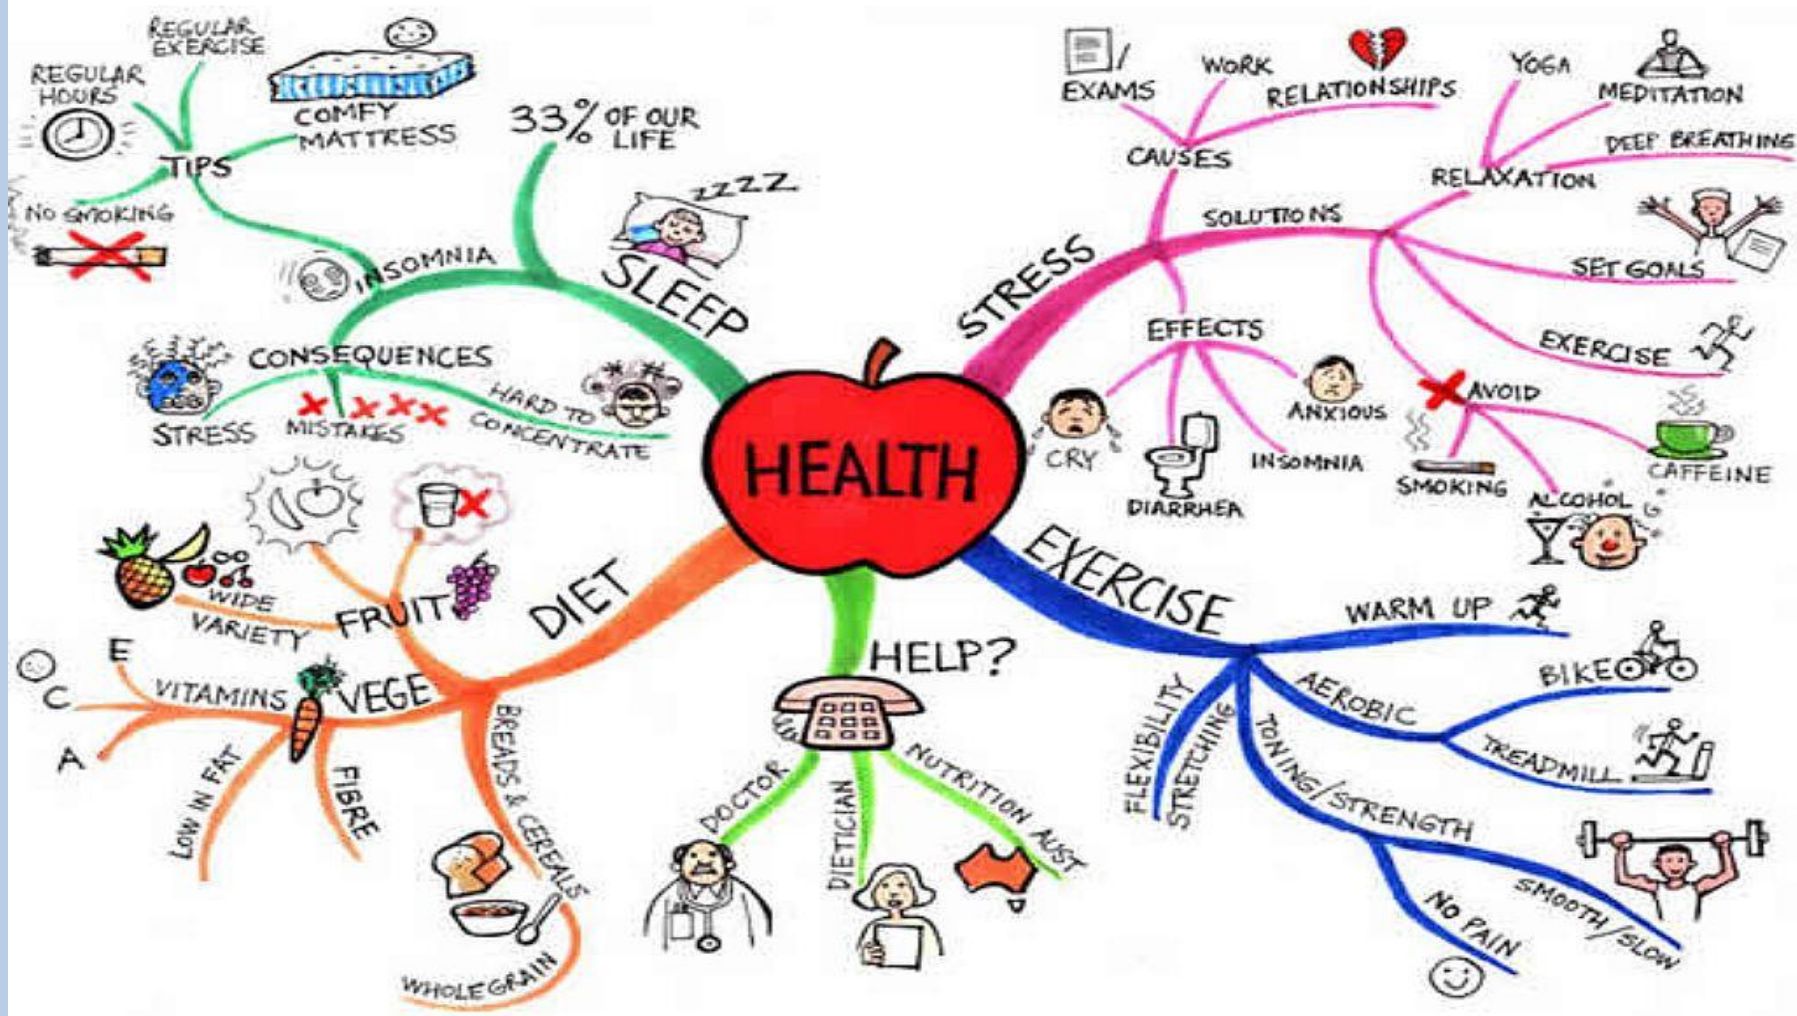 HEALTH
SLEEP
33% OF OUR
LIFE
ZZZZ
INSOMNIA
TIPS
REGULAR
EXERCISE
REGULAR
HOURS
COMFY
MATTRESS
NO SMOKING
CONSEQUENCES
STRESS
MISTAKES
HARD TO
CONCENTRATE
STRESS
CAUSES
EXAMS
WORK
RELATIONSHIPS
SOLUTIONS
RELAXATION
YOGA
MEDITATION
DEEP BREATHING
SET GOALS
EXERCISE
AVOID
SMOKING
ALCOHOL
CAFFEINE
EFFECTS
CRY
DIARRHEA
INSOMNIA
ANXIOUS
EXERCISE
WARM UP
AEROBIC
BIKE
TREADMILL
TONING/STRENGTH
SMOOTH/SLOW
NO PAIN
FLEXIBILITY
STRETCHING
HELP?
DOCTOR
DIETICIAN
NUTRITION AUST
DIET
FRUIT
WIDE
VARIETY
VEGE
VITAMINS
E
C
A
LOW IN FAT
FIBRE
BREADS & CEREALS
WHOLEGRAIN